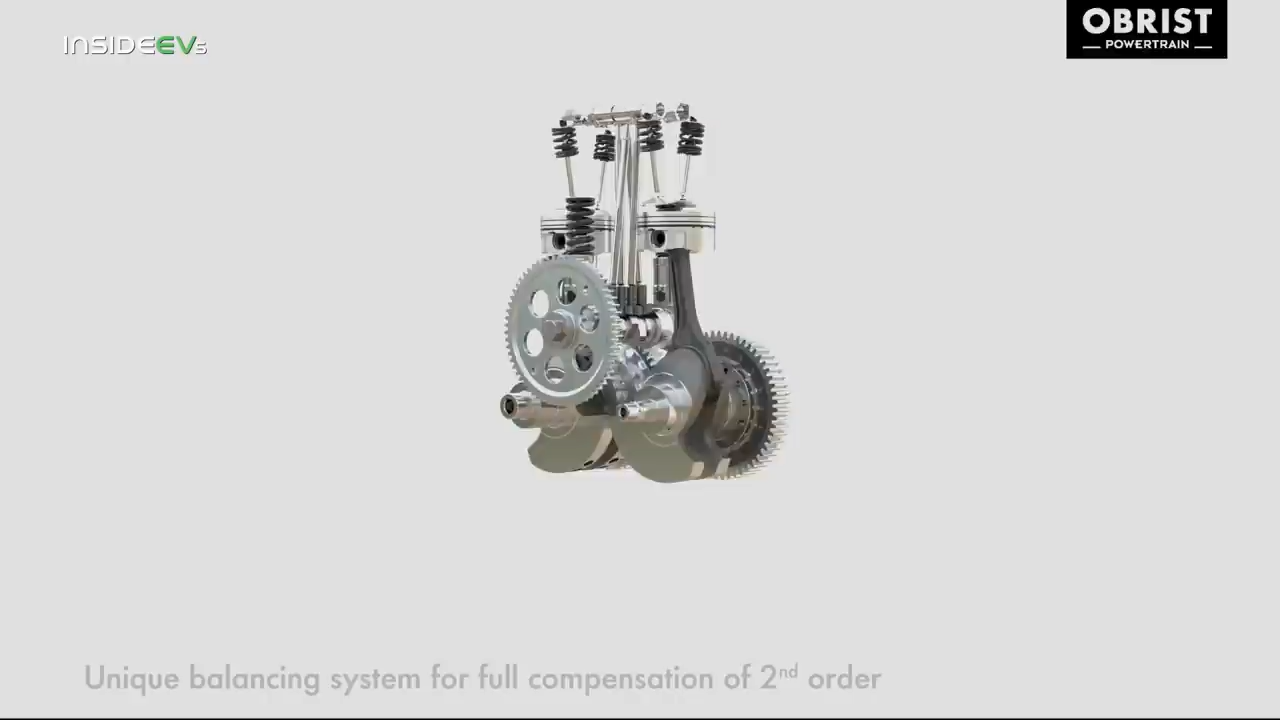 INSIDEEVs
OBRIST
POWERTRAIN
Unique balancing system for full compensation of 2nd order